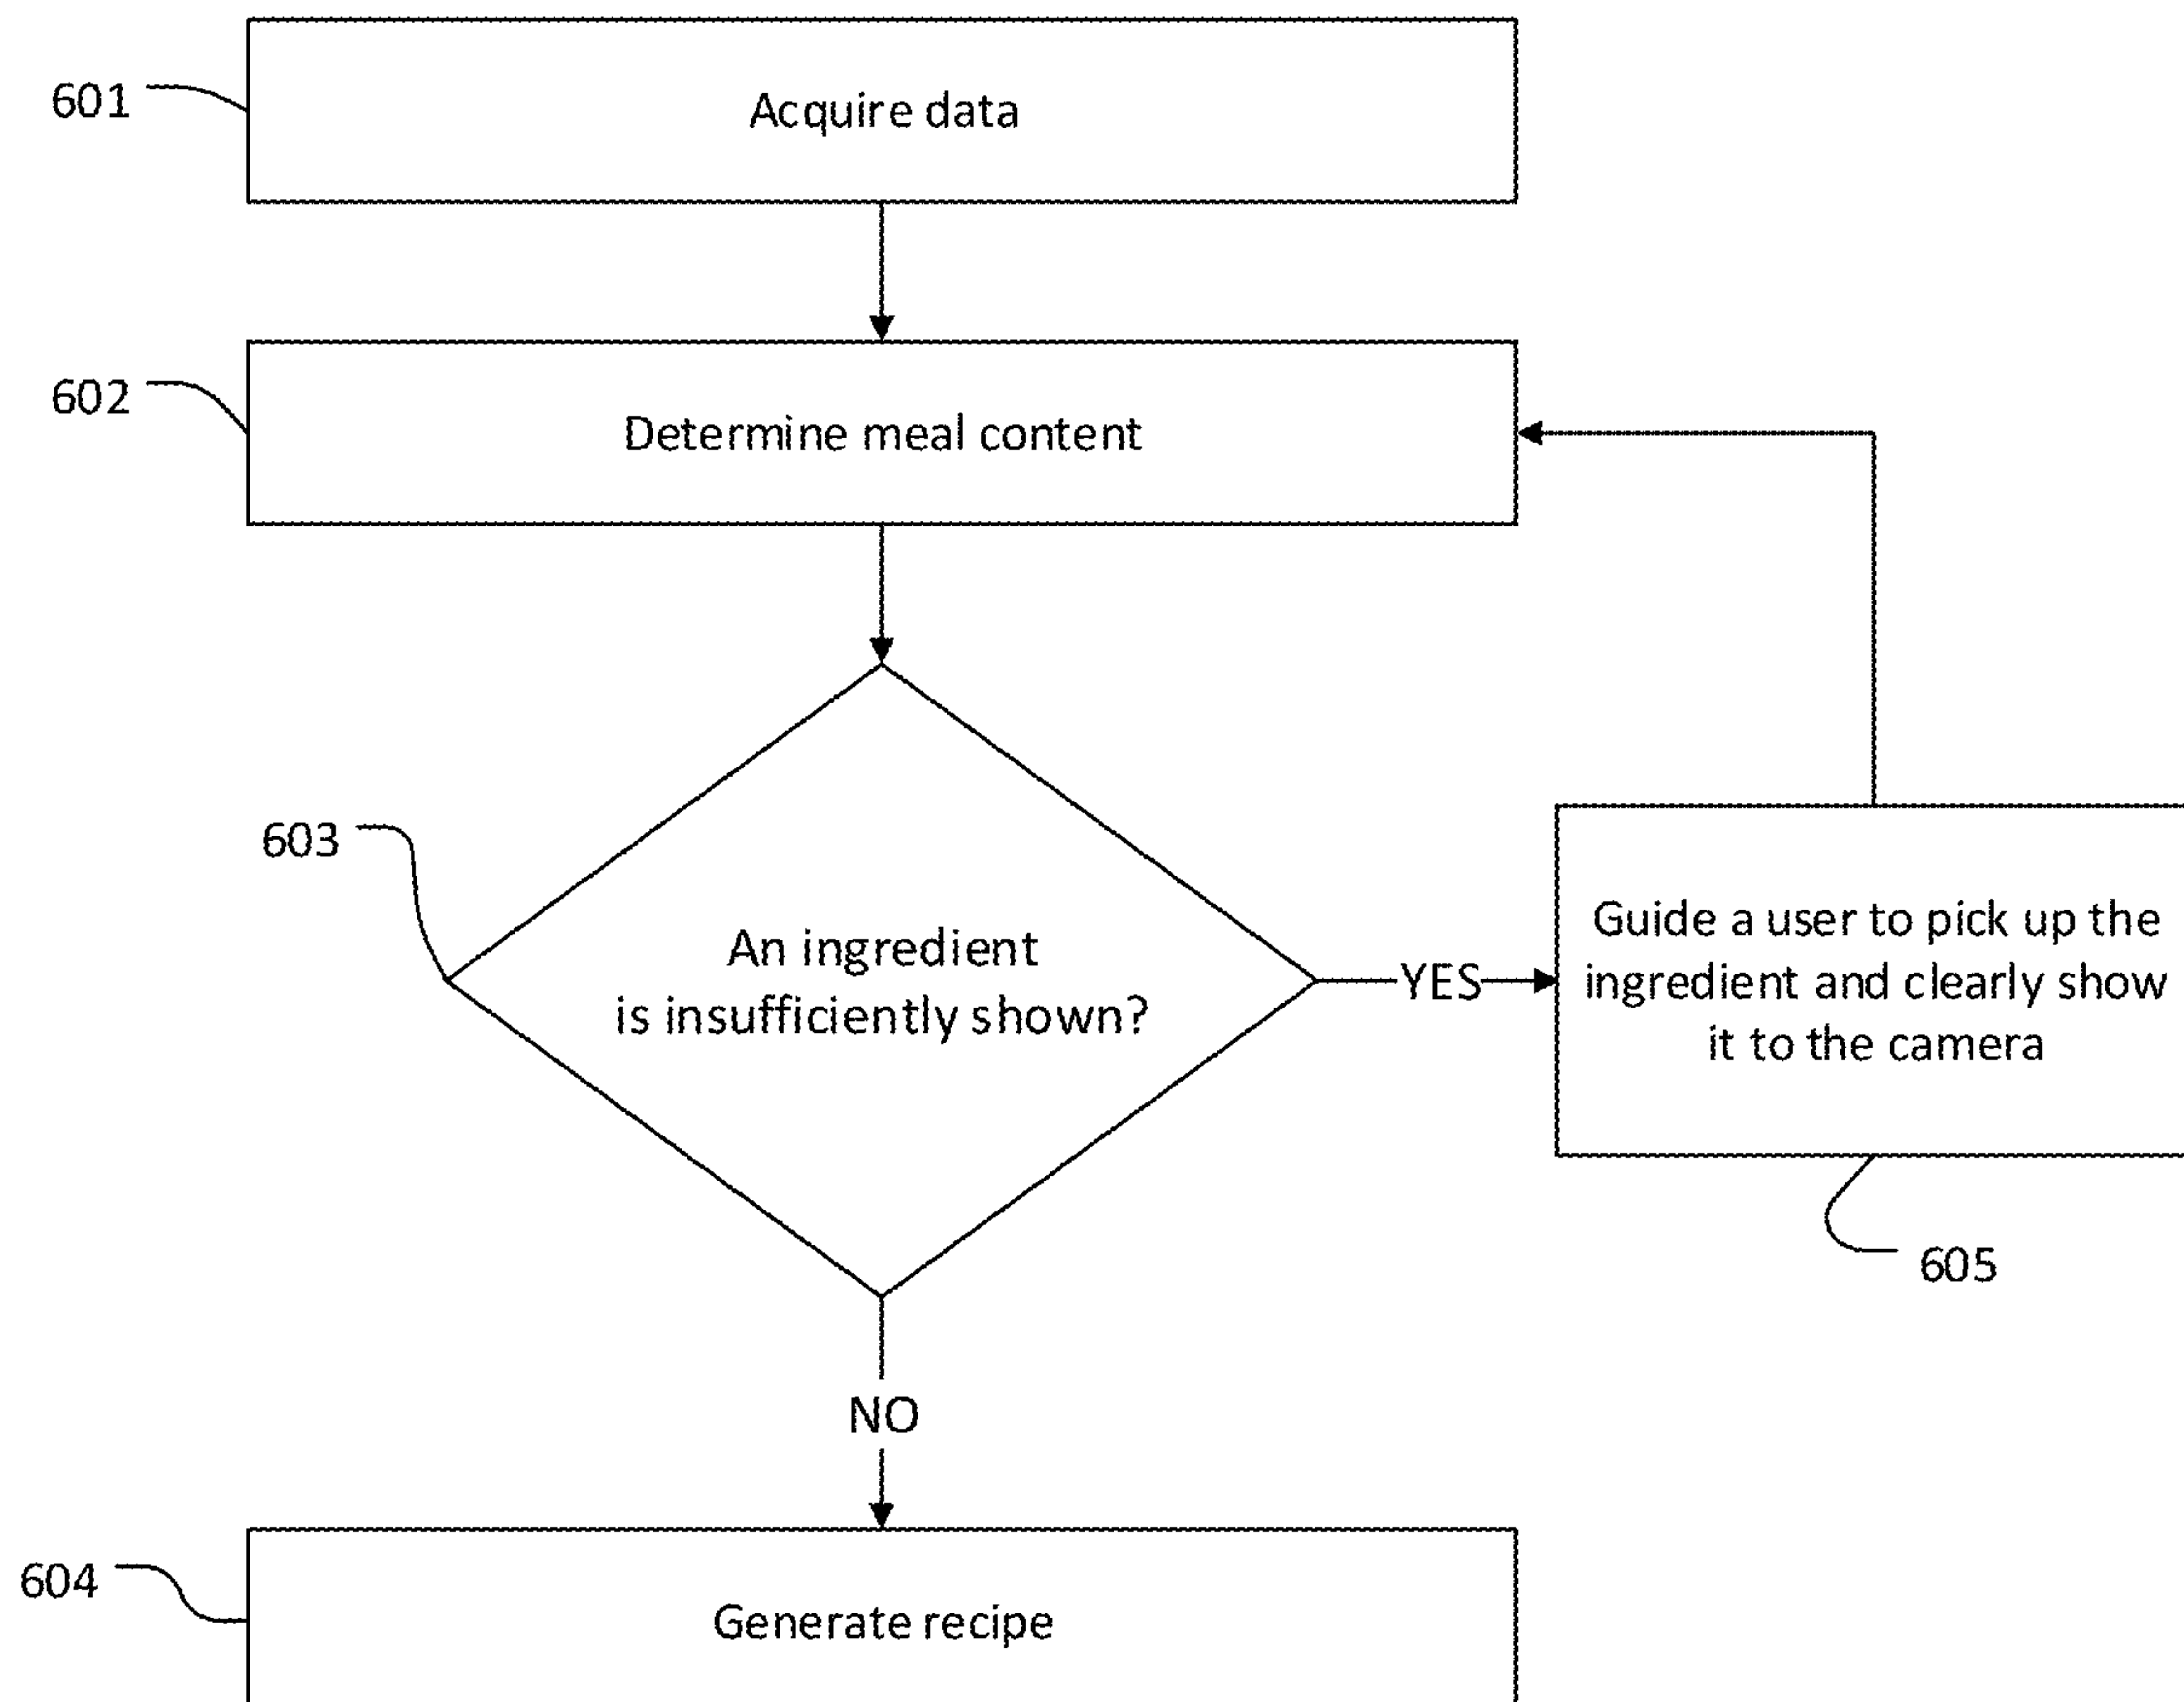 601
Acquire data
602
Determine meal content
603
An ingredient
is insufficiently shown?
YES
Guide a user to pick up the
ingredient and clearly show
it to the camera
605
NO
604
Generate recipe